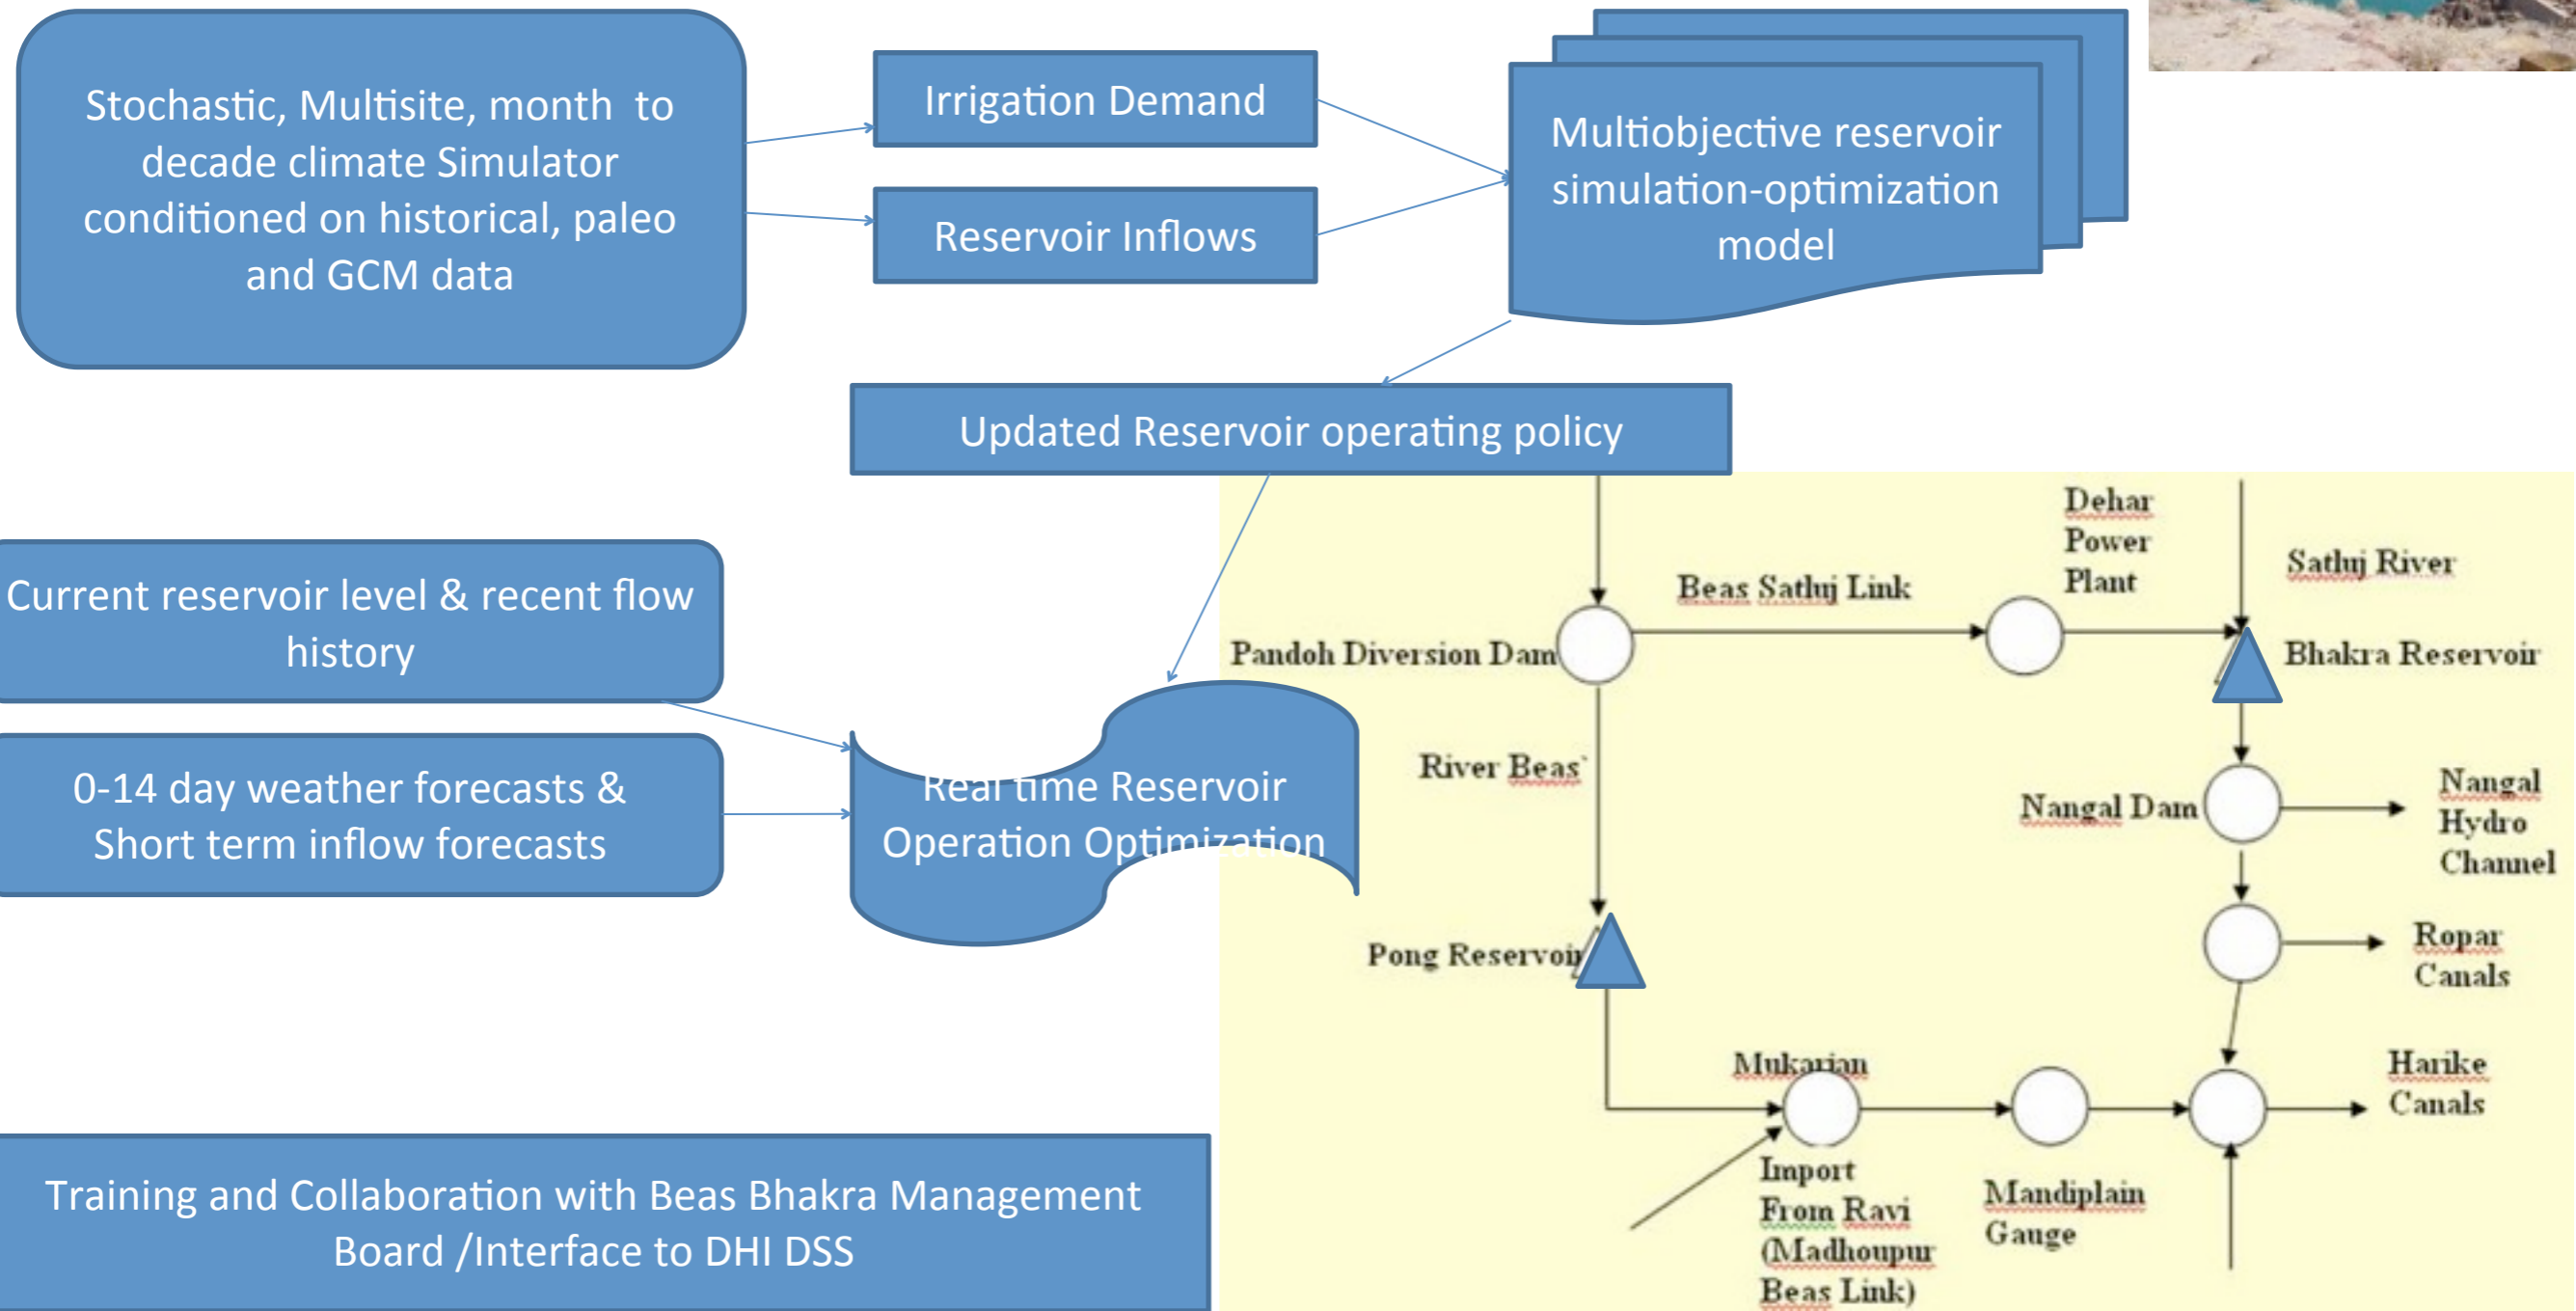 Stochastic, Multisite, month  to
decade climate Simulator
conditioned on historical, paleo
and GCM data
Irrigation Demand
Reservoir Inflows
Multiobjective reservoir
simulation-optimization
model
Updated Reservoir operating policy
Current reservoir level & recent flow
history
0-14 day weather forecasts &
Short term inflow forecasts
Real time Reservoir
Operation Optimization
Training and Collaboration with Beas Bhakra Management
Board /Interface to DHI DSS
Dehar
Power
Plant
Satluj River
Beas Satluj Link
Pandoh Diversion Dam
Bhakra Reservoir
River Beas`
Nangal Dam
Nangal
Hydro
Channel
Pong Reservoir
Ropar
Canals
Mukarian
Harike
Canals
Import
From Ravi
(Madhoupur
Beas Link)
Mandiplain
Gauge